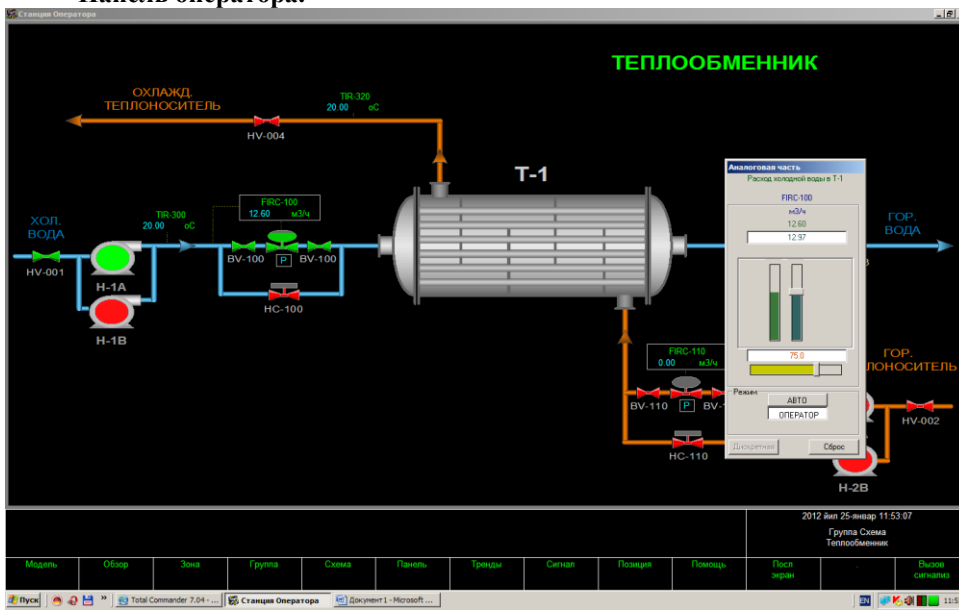 Панель оператора:
Станция Оператора
ТЕПЛООБМЕННИК
ОХЛАЖД.
ТЕПЛОНОСИТЕЛЬ
TIR-320
20.00 оС
HV-004
T-1
FIRC-100
12.60 м3/ч
TIR-300
20.00 оС
ХОЛ.
ВОДА
HV-001
BV-100
P
BV-100
H-1A
HC-100
H-1B
ГОР.
ВОДА
FIRC-110
0.00 м3/ч
ГОР.
BV-110
P
HV-002
HC-110
H-2B
Аналоговая часть
Расход холодной воды в Т-1
FIRC-100
м3/ч
12.60
12.97
75.0
Режим
АВТО
ОПЕРАТОР
Дискретная
Сброс
2012 йил 25-январ 11:53:07
Группа Схема
Теплообменник
Модель
Обзор
Зона
Группа
Схема
Панель
Тренды
Сигнал
Позиция
Помощь
Посл
экран
Вызов
сигнализ
Пуск
»
Total Commander 7.04 - ...
Станция Оператора
Документ1 - Microsoft ...
EN